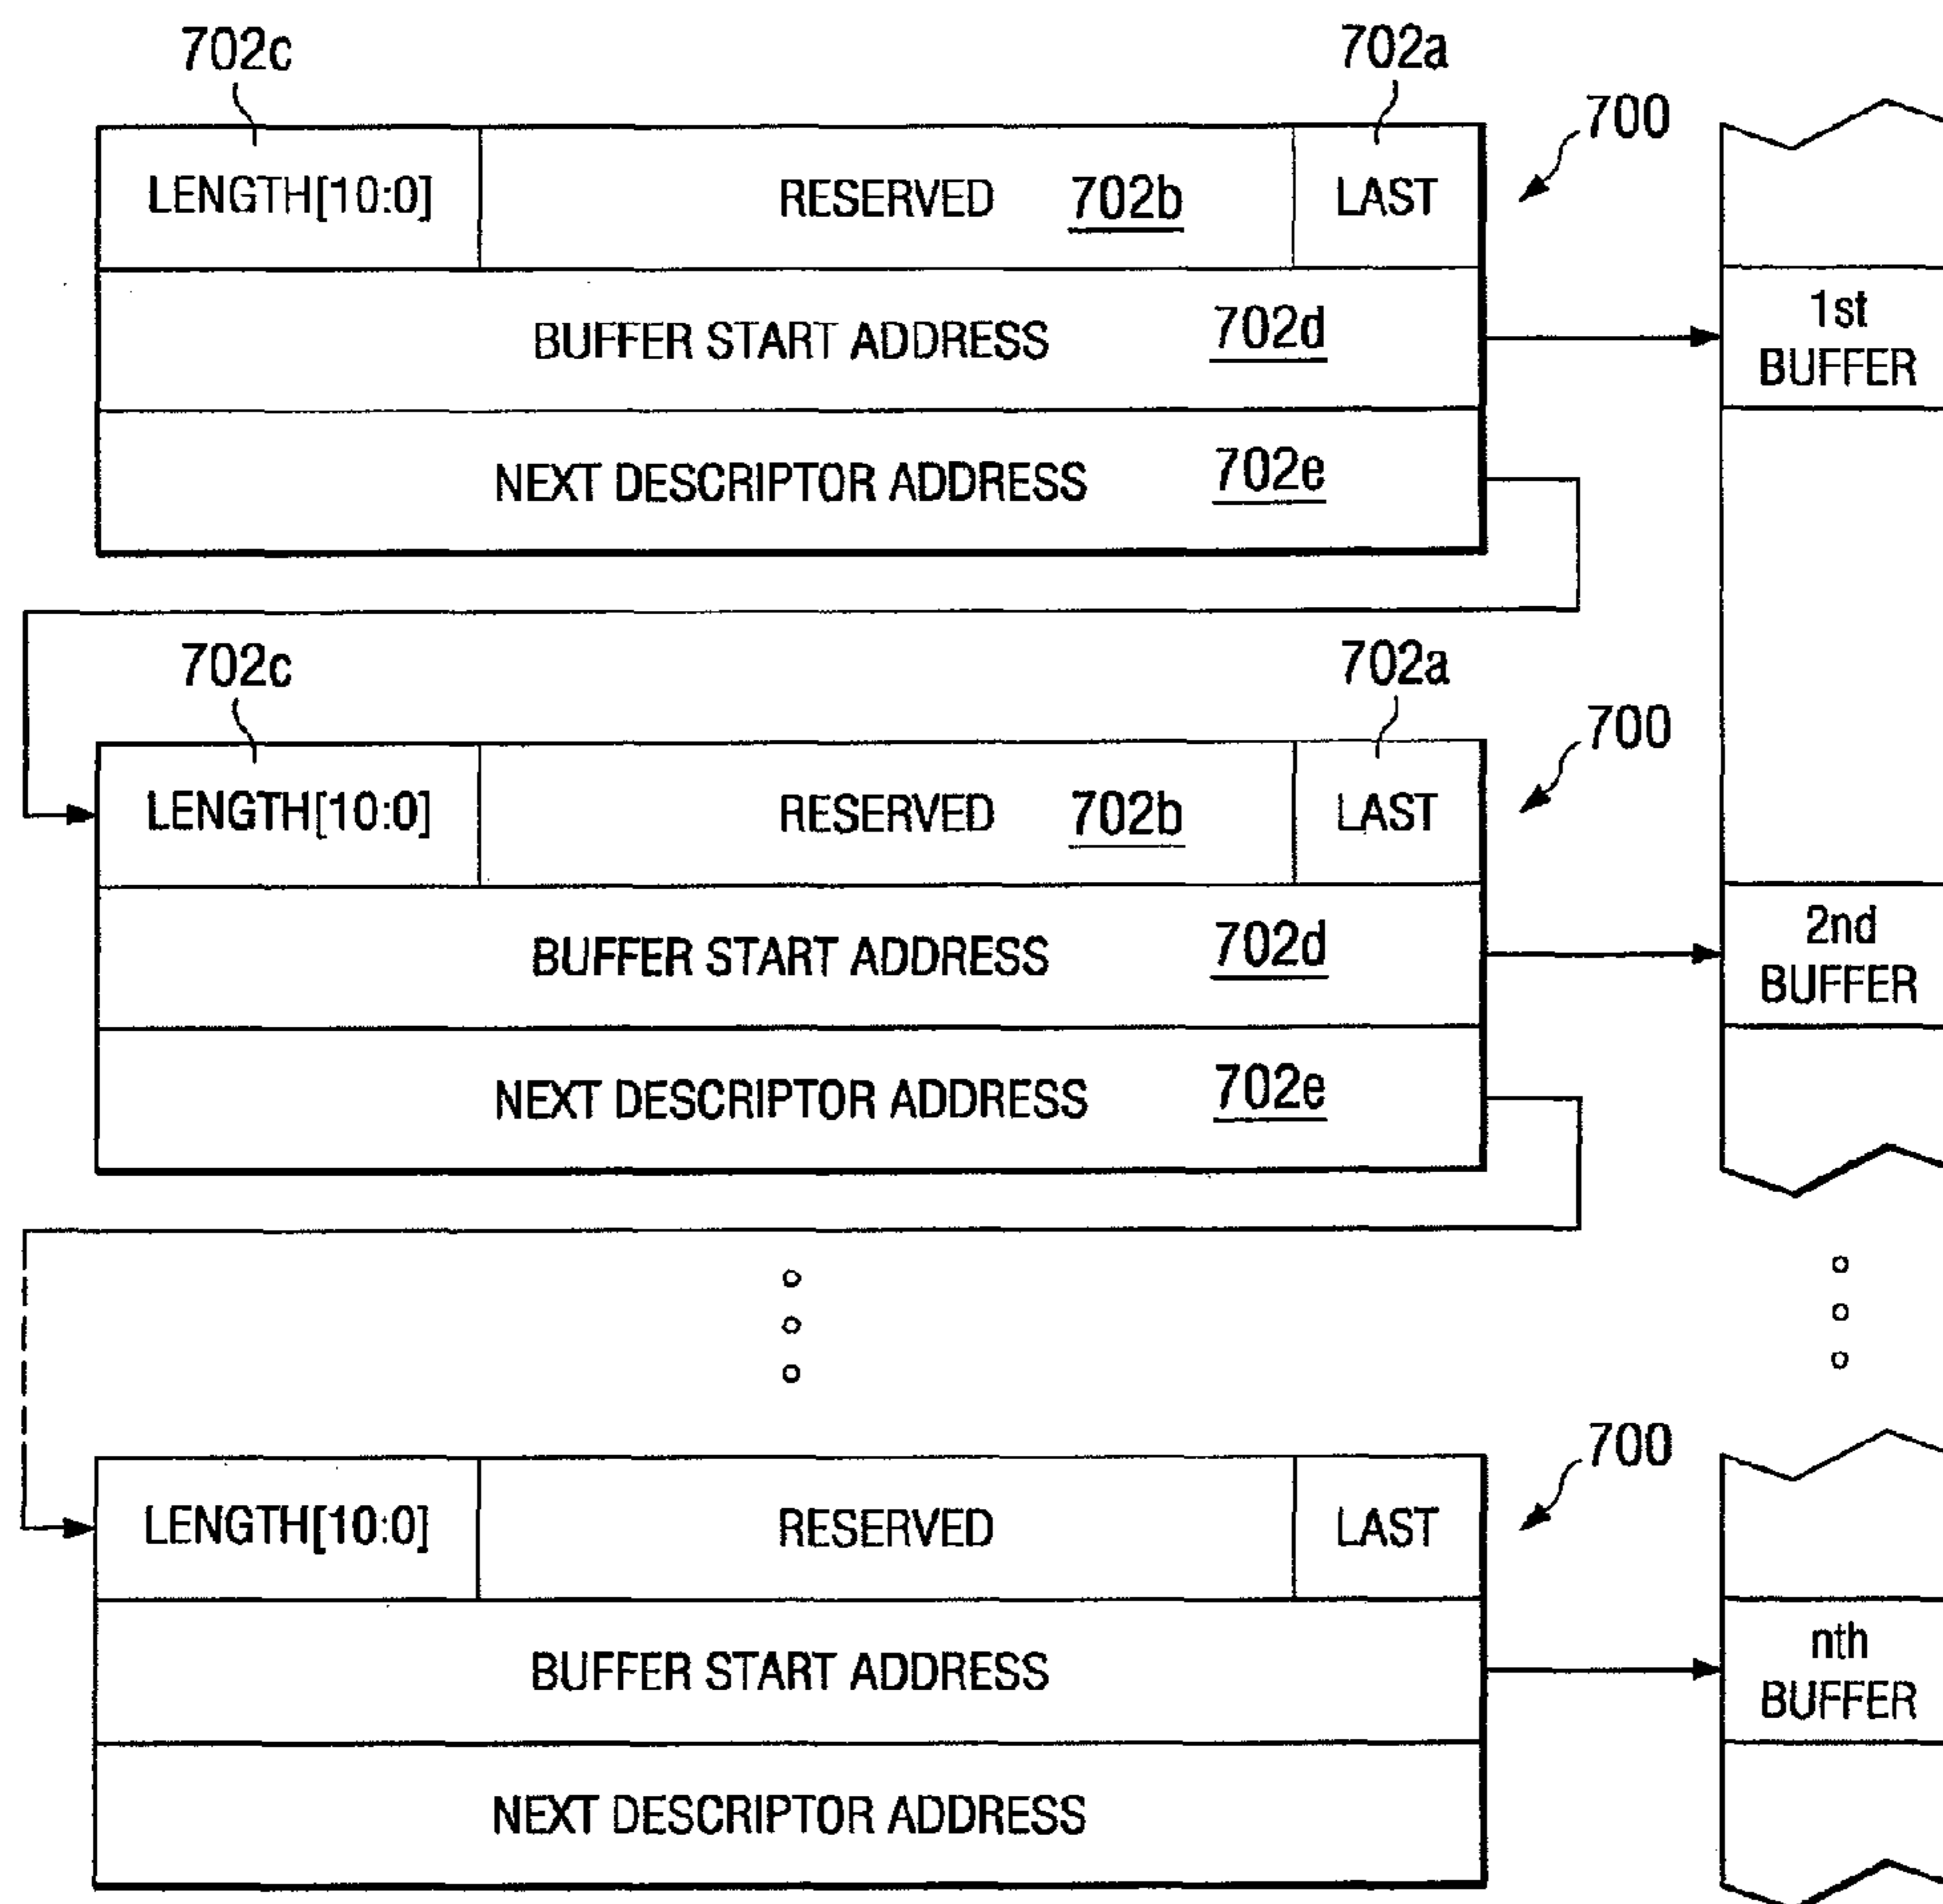 702c 702a
700
LENGTH[10:0] RESERVED 702b LAST
BUFFER START ADDRESS 702d
1st
BUFFER
NEXT DESCRIPTOR ADDRESS 702e
702c 702a
700
LENGTH[10:0] RESERVED 702b LAST
BUFFER START ADDRESS 702d
2nd
BUFFER
NEXT DESCRIPTOR ADDRESS 702e
700
LENGTH[10:0] RESERVED LAST
BUFFER START ADDRESS
nth
BUFFER
NEXT DESCRIPTOR ADDRESS